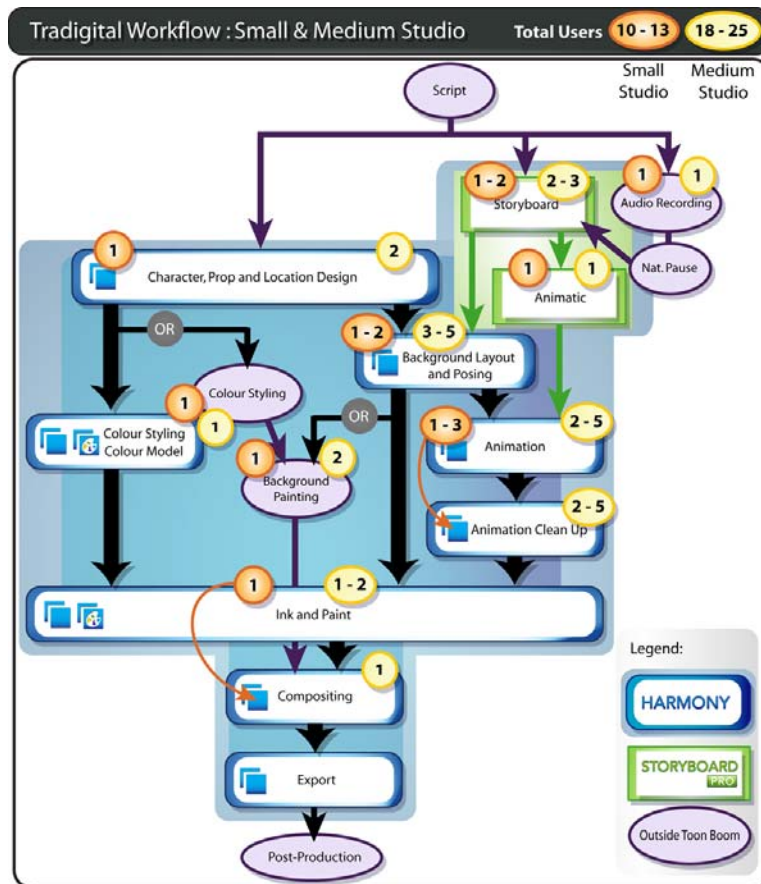 Tradigital Workflow : Small & Medium Studio
Total Users
10 - 13
18 - 25
Small
Studio
Medium
Studio
Script
1 - 2
2 - 3
Storyboard
1
1
Audio Recording
Nat. Pause
1
1
Animatic
1
2
Character, Prop and Location Design
OR
1 - 2
3 - 5
Background Layout
and Posing
Colour Styling
1
1
Colour Styling
Colour Model
OR
1
2
Background
Painting
1 - 3
2 - 5
Animation
2 - 5
Animation Clean Up
1
1 - 2
Ink and Paint
1
Compositing
Export
Post-Production
Legend:
HARMONY
STORYBOARD
PRO
Outside Toon Boom